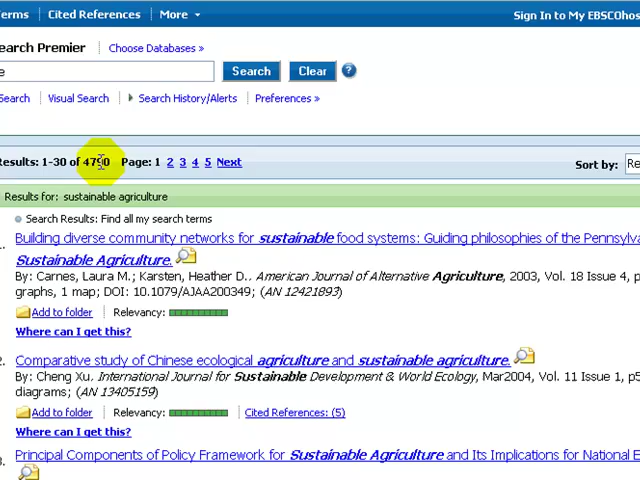 erms Cited References More Sign In to My EBSCOhos
earch Premier Choose Databases »
e Search Clear ?
Search Visual Search Search History/Alerts Preferences »
Results: 1-30 of 4790 Page: 1 2 3 4 5 Next Sort by: Re
Results for: sustainable agriculture
Search Results: Find all my search terms
Building diverse community networks for sustainable food systems: Guiding philosophies of the Pennsylva
Sustainable Agriculture.
By: Carnes, Laura M.; Karsten, Heather D.. American Journal of Alternative Agriculture, 2003, Vol. 18 Issue 4, p
graphs, 1 map; DOI: 10.1079/AJAA200349; (AN 12421893)
Add to folder Relevancy:
Where can I get this?
2. Comparative study of Chinese ecological agriculture and sustainable agriculture.
By: Cheng Xu. International Journal for Sustainable Development & World Ecology, Mar2004, Vol. 11 Issue 1, p5
diagrams; (AN 13405159)
Add to folder Relevancy: Cited References: (5)
Where can I get this?
Principal Components of Policy Framework for Sustainable Agriculture and Its Implications for National E